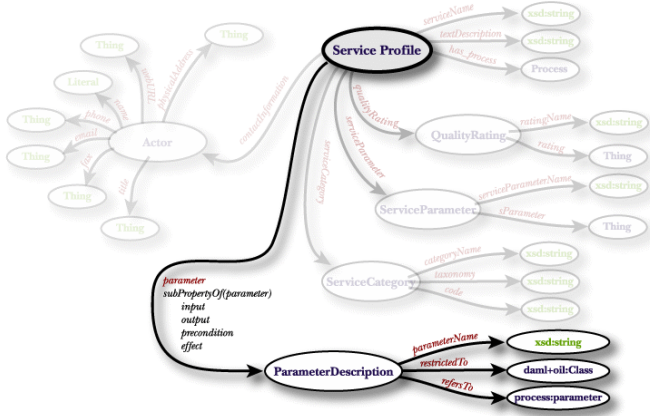 Thing
Thing
serviceName
xsd:string
Service Profile
textDescription
xsd:string
has_process
Process
Literal
name
webURL
physicalAddress
contactInformation
Thing
phone
email
Thing
fax
Actor
Thing
title
Thing
qualityRating
QualityRating
ratingName
xsd:string
rating
Thing
serviceParameter
ServiceParameter
serviceParameterName
xsd:string
sParameter
Thing
serviceCategory
ServiceCategory
categoryName
xsd:string
taxonomy
xsd:string
code
xsd:string
parameter
subPropertyOf(parameter)
input
output
precondition
effect
ParameterDescription
parameterName
xsd:string
restrictedTo
daml+oil:Class
refersTo
process:parameter